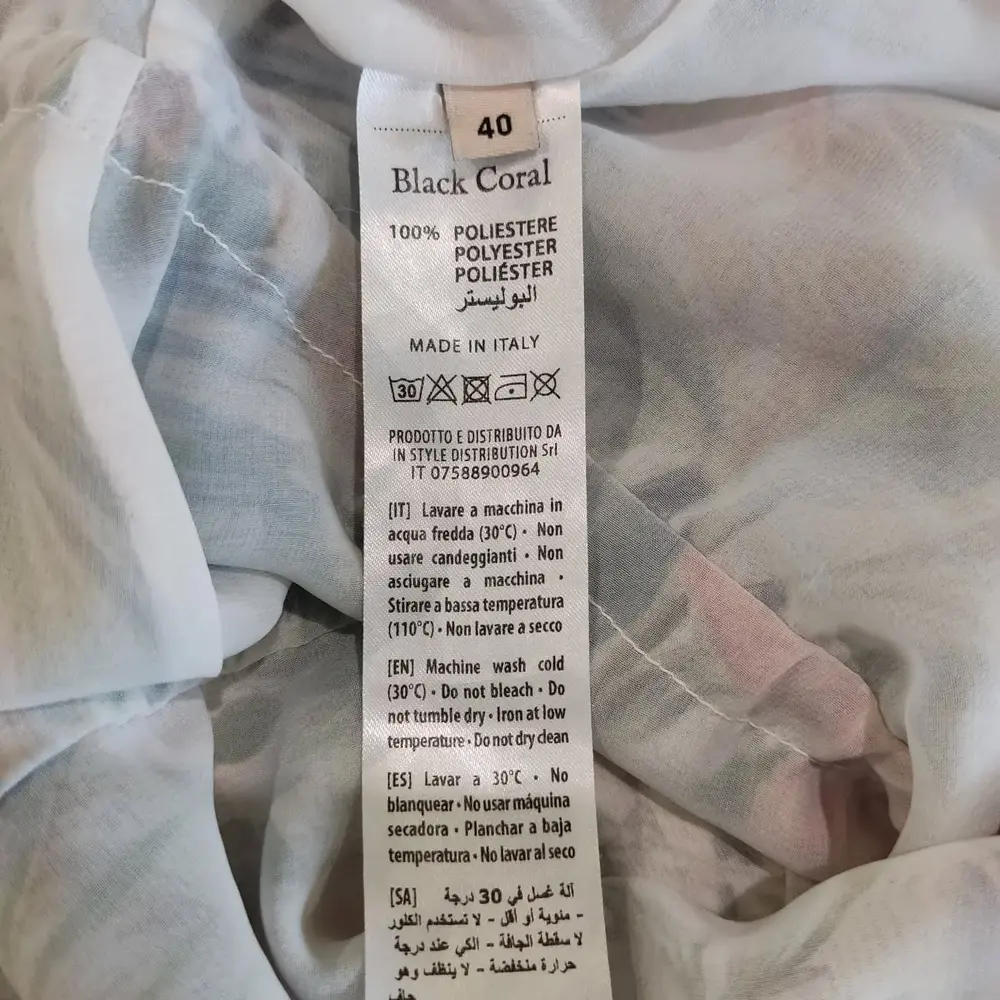 40
Black Coral
100% POLIESTERE
POLYESTER
POLIÉSTER
البوليستر
MADE IN ITALY
30
PRODOTTO E DISTRIBUITO DA
IN STYLE DISTRIBUTION Srl
IT 07588900964
[IT] Lavare a macchina in
acqua fredda (30°C) • Non
usare candeggianti • Non
asciugare a macchina •
Stirare a bassa temperatura
(110°C) • Non lavare a secco
[EN] Machine wash cold
(30°C) • Do not bleach • Do
not tumble dry • Iron at low
temperature • Do not dry clean
[ES] Lavar a 30°C • No
blanquear • No usar máquina
secadora • Planchar a baja
temperatura • No lavar al seco
[SA] آلة غسل في 30 درجة
- مئوية أو أقل - لا تستخدم الكلور
لا سقطة الجافة - الكي عند درجة
حرارة منخفضة - لا ينظف وهو
جاف